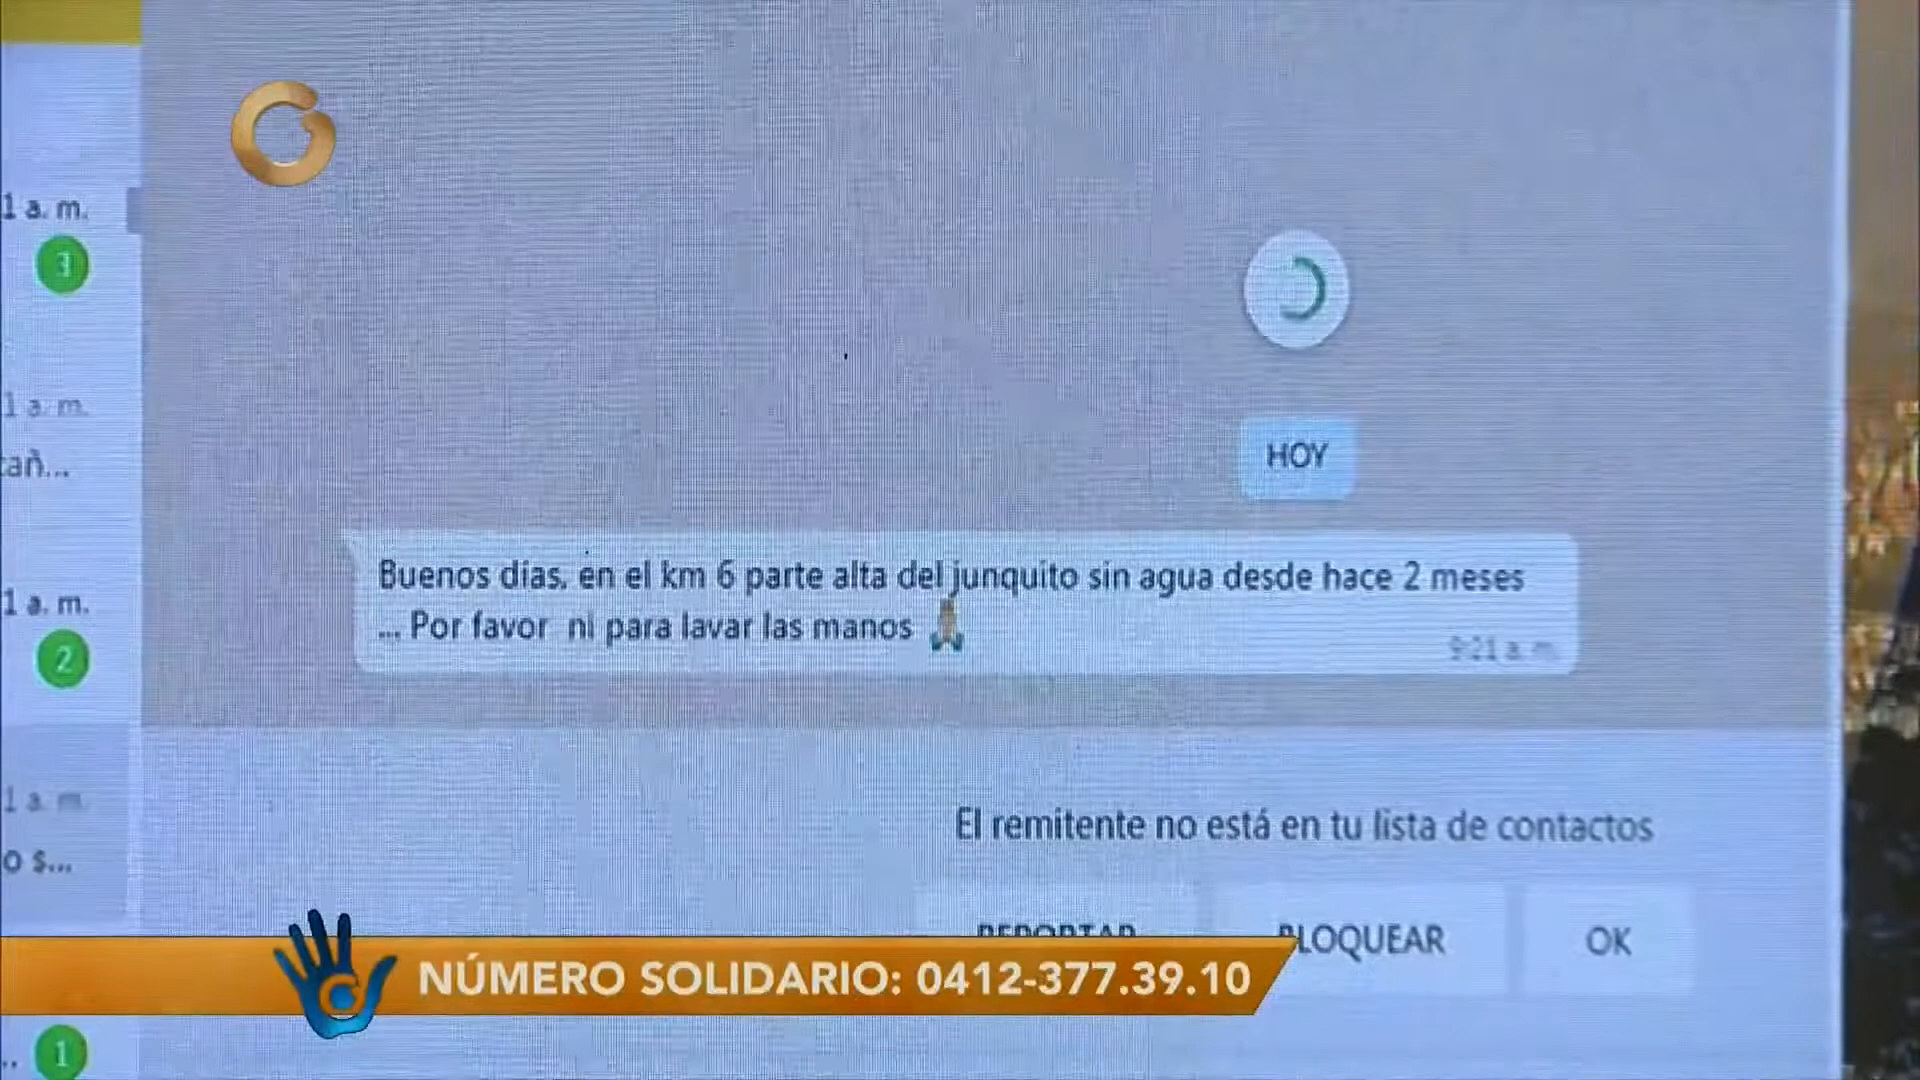 1 a. m.
3
1 a. m.
tañ...
1 a. m.
2
1 a. m.
o s...
1
HOY
Buenos días, en el km 6 parte alta del junquito sin agua desde hace 2 meses
... Por favor ni para lavar las manos 🙏🏼
9:21 a. m.
El remitente no está en tu lista de contactos
REPORTAR
BLOQUEAR
OK
NÚMERO SOLIDARIO: 0412-377.39.10